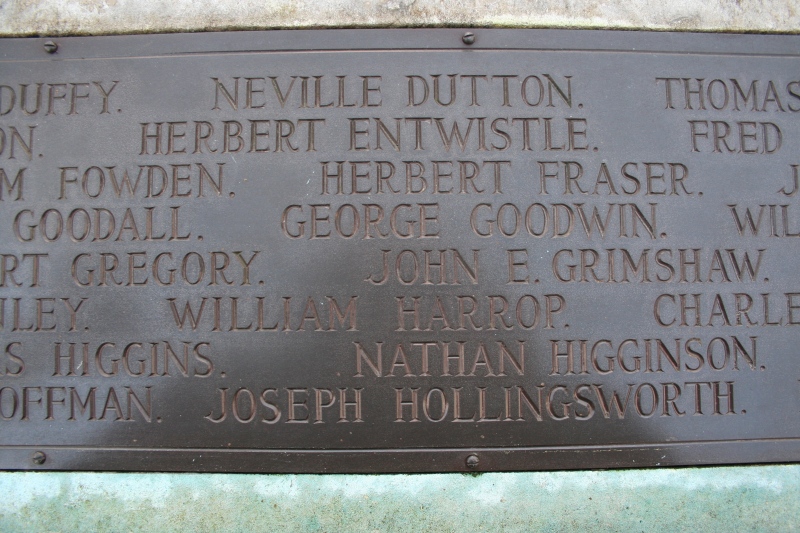 DUFFY. NEVILLE DUTTON. THOMAS
ON. HERBERT ENTWISTLE. FRED
M FOWDEN. HERBERT FRASER. J
GOODALL. GEORGE GOODWIN. WIL
RT GREGORY. JOHN E. GRIMSHAW.
NLEY. WILLIAM HARROP. CHARLE
S HIGGINS. NATHAN HIGGINSON.
OFFMAN. JOSEPH HOLLINGSWORTH.